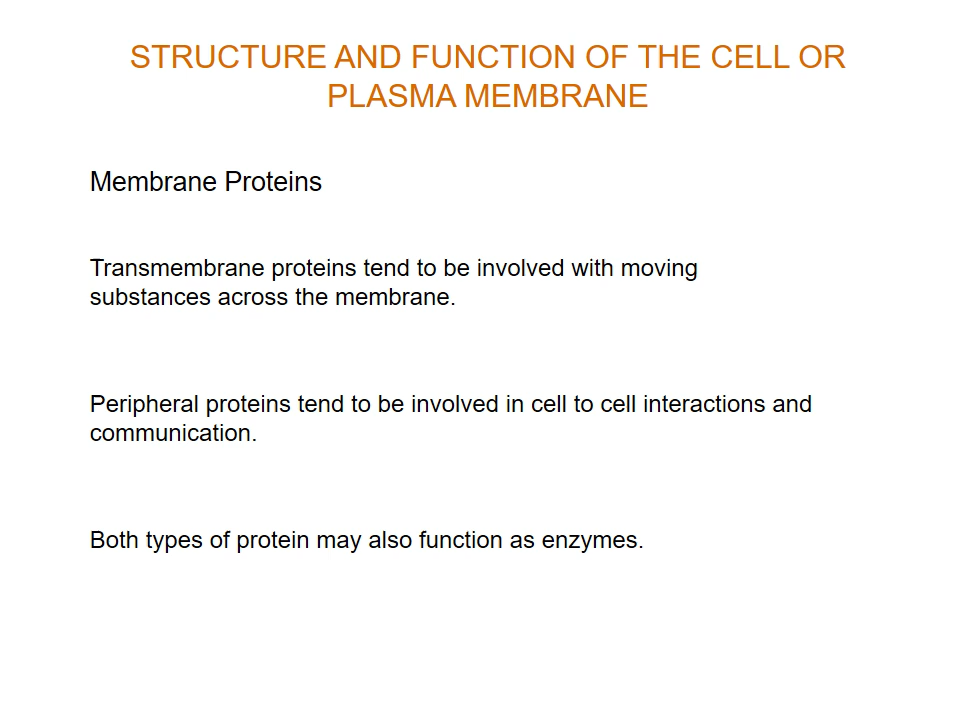 STRUCTURE AND FUNCTION OF THE CELL OR
PLASMA MEMBRANE
Membrane Proteins
Transmembrane proteins tend to be involved with moving
substances across the membrane.
Peripheral proteins tend to be involved in cell to cell interactions and
communication.
Both types of protein may also function as enzymes.